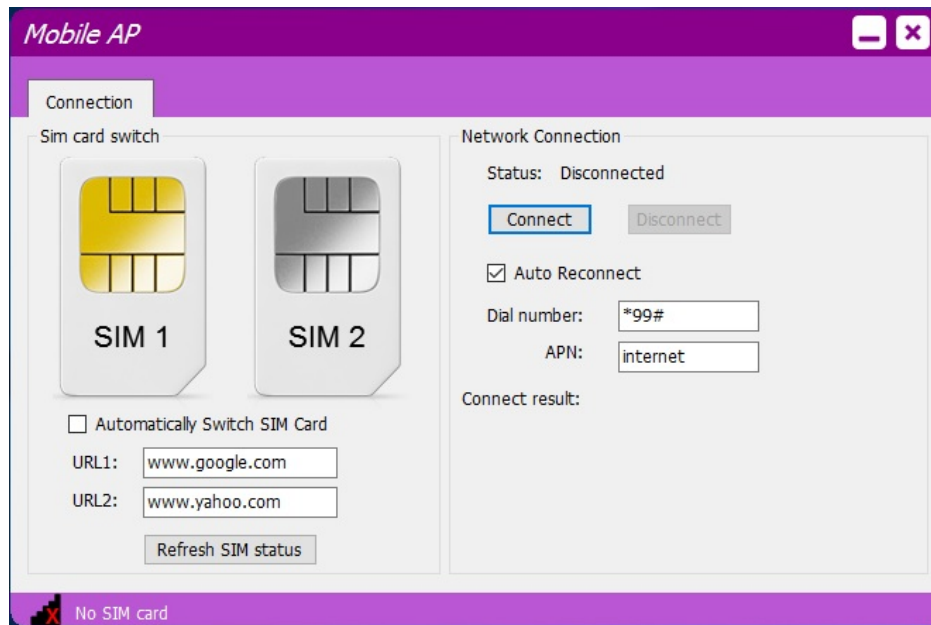 Mobile AP
Connection
Sim card switch
SIM 1
SIM 2
Automatically Switch SIM Card
URL1: www.google.com
URL2: www.yahoo.com
Refresh SIM status
Network Connection
Status: Disconnected
Connect Disconnect
Auto Reconnect
Dial number: *99#
APN: internet
Connect result:
No SIM card